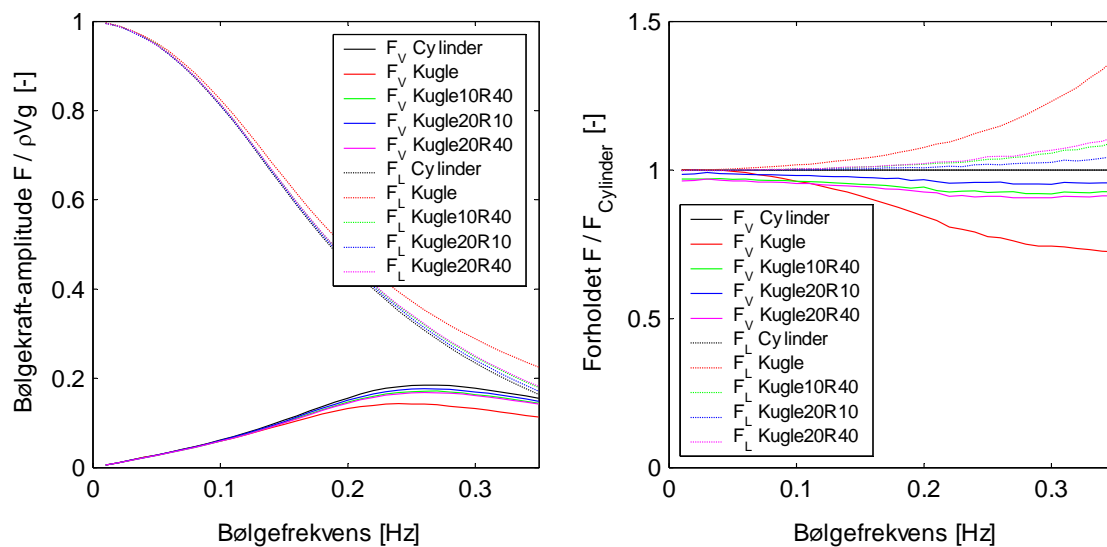 Bølgekraft-amplitude F / ρVg [-]
1
0.8
0.6
0.4
0.2
0
F_V Cylinder
F_V Kugle
F_V Kugle10R40
F_V Kugle20R10
F_V Kugle20R40
F_L Cylinder
F_L Kugle
F_L Kugle10R40
F_L Kugle20R10
F_L Kugle20R40
0 0.1 0.2 0.3
Bølgefrekvens [Hz]
Forholdet F / F_Cylinder [-]
1.5
1
0.5
F_V Cylinder
F_V Kugle
F_V Kugle10R40
F_V Kugle20R10
F_V Kugle20R40
F_L Cylinder
F_L Kugle
F_L Kugle10R40
F_L Kugle20R10
F_L Kugle20R40
0 0.1 0.2 0.3
Bølgefrekvens [Hz]